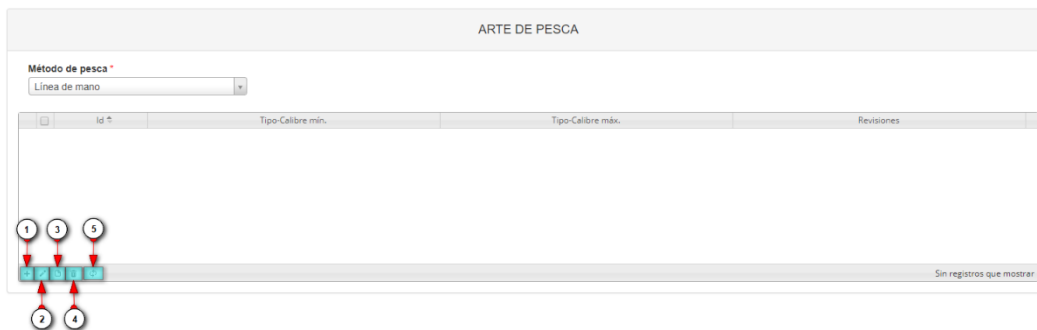 ARTE DE PESCA
Método de pesca *
Línea de mano
Id Tipo-Calibre mín. Tipo-Calibre máx. Revisiones
1 3 5
Sin registros que mostrar
2 4